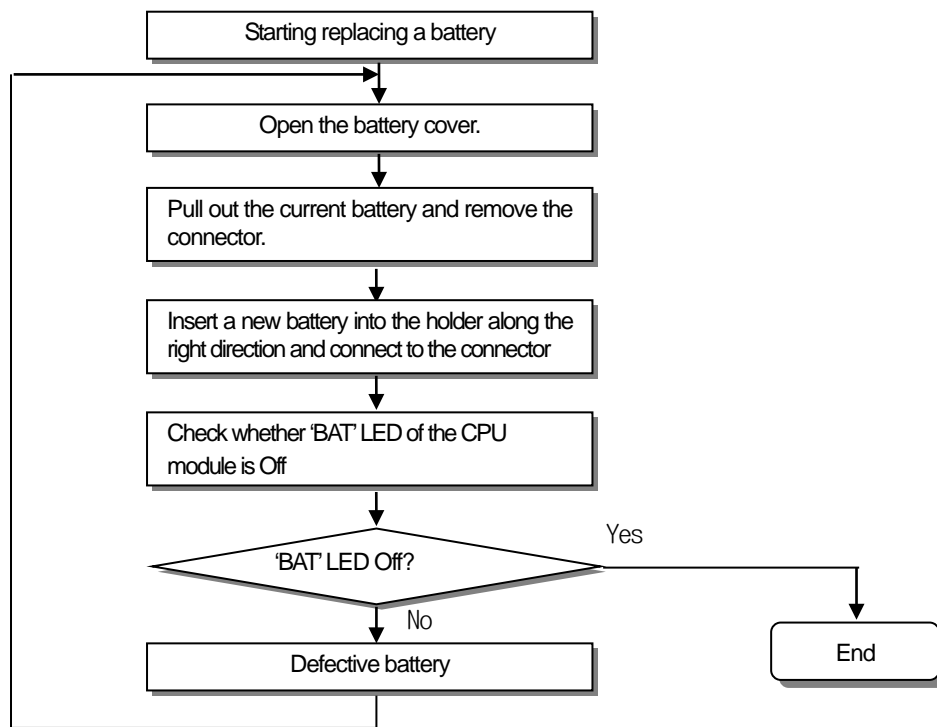 Starting replacing a battery
Open the battery cover.
Pull out the current battery and remove the
connector.
Insert a new battery into the holder along the
right direction and connect to the connector
Check whether ‘BAT’ LED of the CPU
module is Off
‘BAT’ LED Off?
Yes
No
Defective battery
End